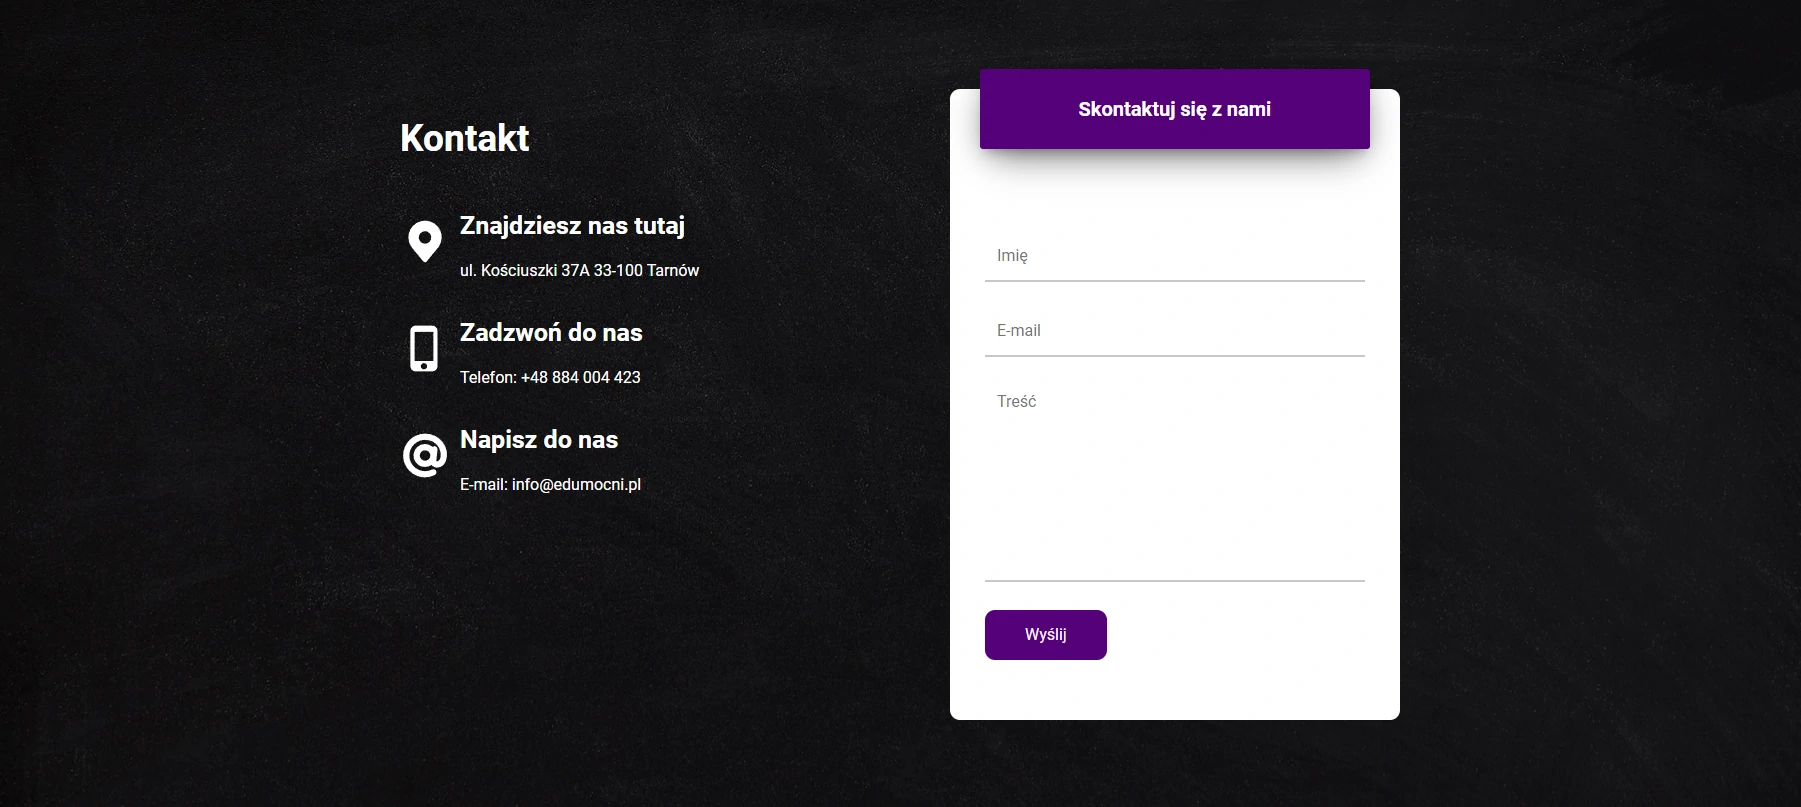 Kontakt
Znajdziesz nas tutaj
ul. Kościuszki 37A 33-100 Tarnów
Zadzwoń do nas
Telefon: +48 884 004 423
Napisz do nas
E-mail: info@edumocni.pl
Skontaktuj się z nami
Imię
E-mail
Treść
Wyślij